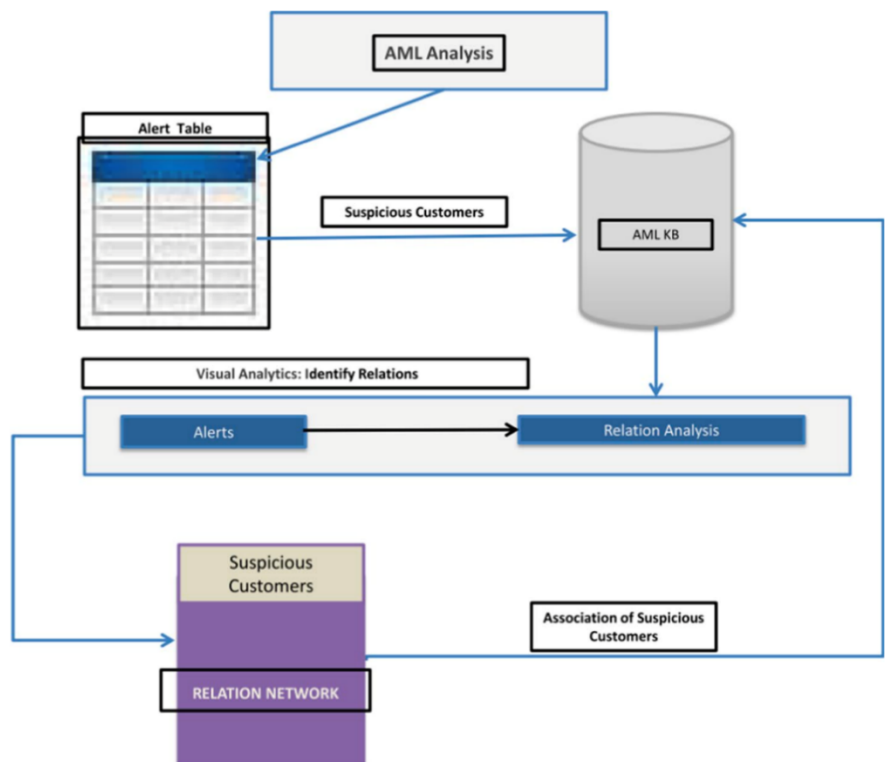 AML Analysis
Alert Table
Suspicious Customers
AML KB
Visual Analytics: Identify Relations
Alerts
Relation Analysis
Suspicious
Customers
Association of Suspicious
Customers
RELATION NETWORK